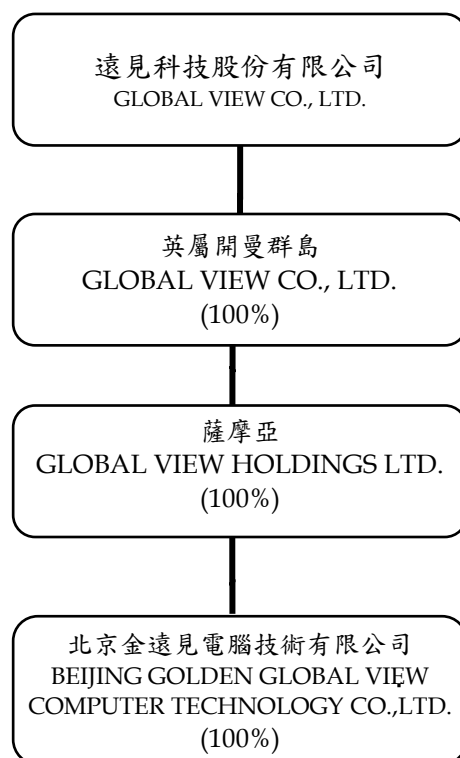 遠見科技股份有限公司
GLOBAL VIEW CO., LTD.
英屬開曼群島
GLOBAL VIEW CO., LTD.
(100%)
薩摩亞
GLOBAL VIEW HOLDINGS LTD.
(100%)
北京金遠見電腦技術有限公司
BEIJING GOLDEN GLOBAL VIEW
COMPUTER TECHNOLOGY CO.,LTD.
(100%)